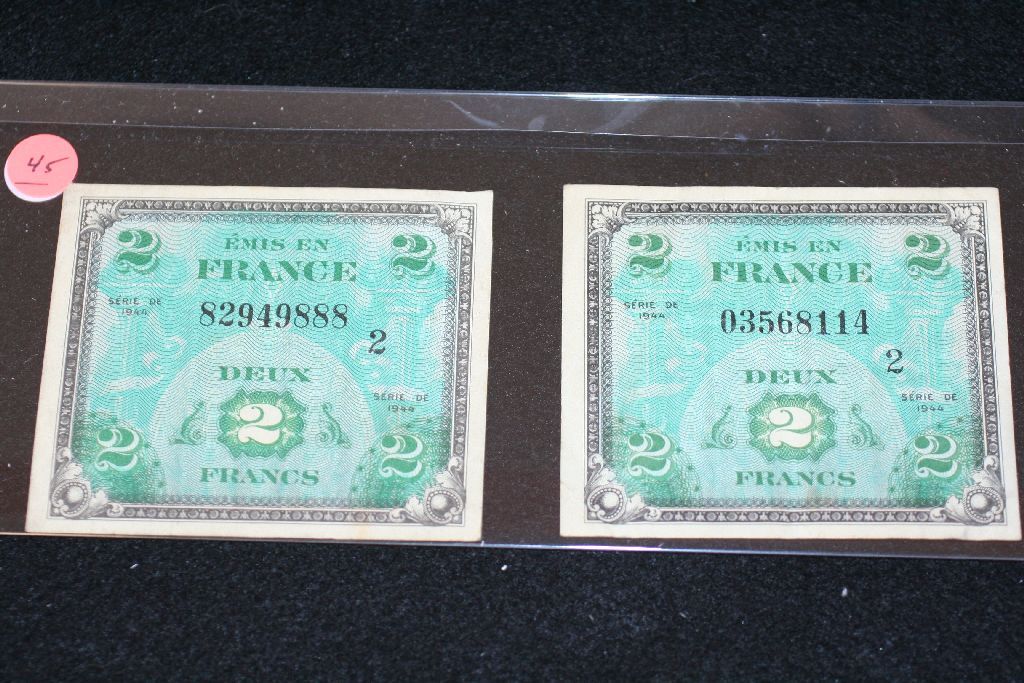 45
2 ÉMIS EN 2
FRANCE
SÉRIE DE
1944
82949888
2
DEUX
SÉRIE DE
1944
2
2 2
FRANCS
2 ÉMIS EN 2
FRANCE
SÉRIE DE
1944
03568114
2
DEUX
SÉRIE DE
1944
2
2 2
FRANCS